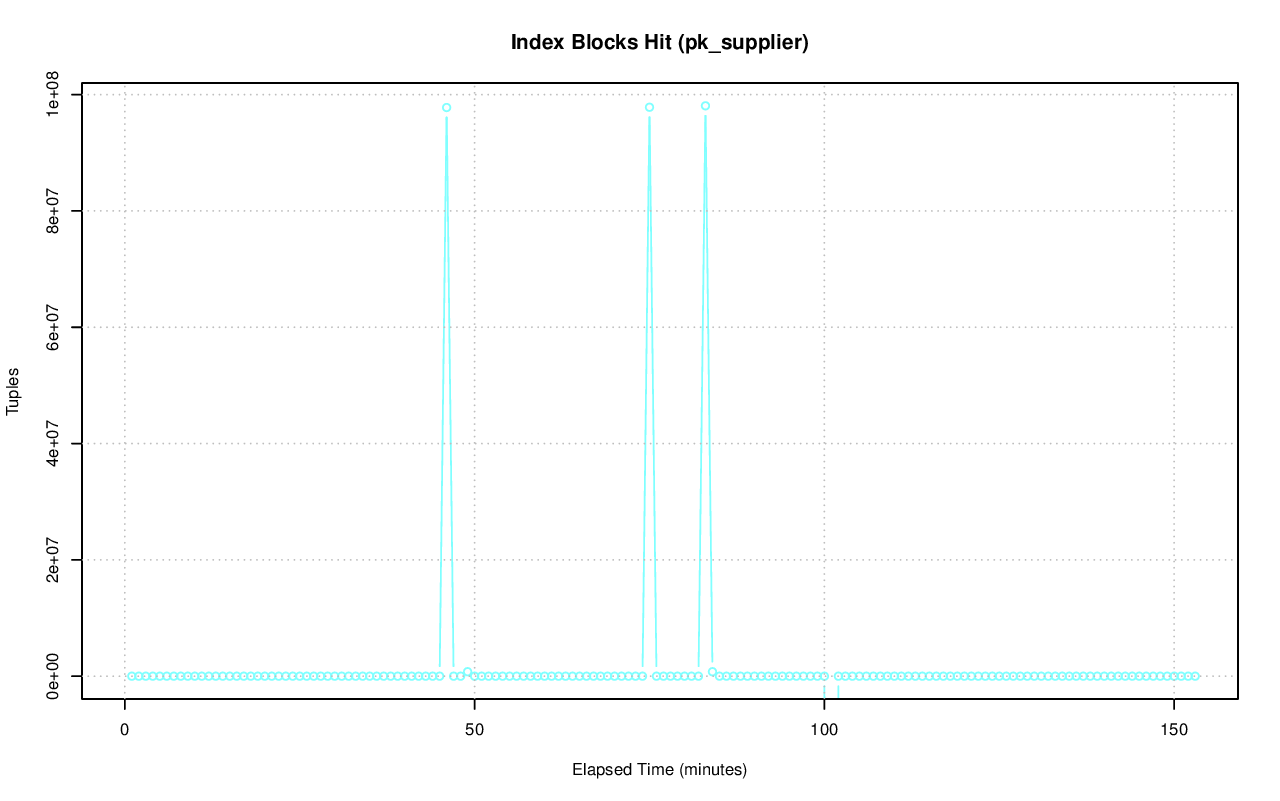 Index Blocks Hit (pk_supplier)
Tuples
1e+08
8e+07
6e+07
4e+07
2e+07
0e+00
0 50 100 150
Elapsed Time (minutes)